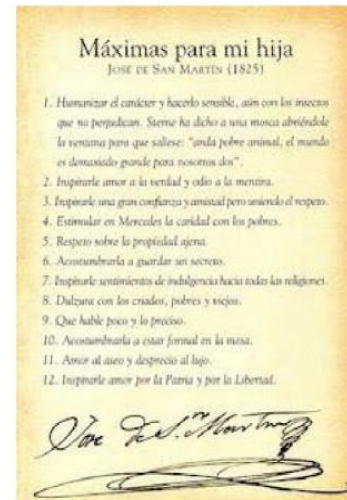 Máximas para mi hija
JOSÉ DE SAN MARTÍN (1825)
1. Humanizar el carácter y hacerlo sensible, aún con los insectos
que no perjudican. Sterne ha dicho a una mosca abriéndole
la ventana para que saliese: "anda pobre animal, el mundo
es demasiado grande para nosotros dos".
2. Inspirarle amor a la verdad y odio a la mentira.
3. Inspirarle una gran confianza y amistad pero uniendo el respeto.
4. Estimular en Mercedes la caridad con los pobres.
5. Respeto sobre la propiedad ajena.
6. Acostumbrarla a guardar un secreto.
7. Inspirarle sentimientos de indulgencia hacia todas las religiones.
8. Dulzura con los criados, pobres y viejos.
9. Que hable poco y lo preciso.
10. Acostumbrarla a estar formal en la mesa.
11. Amor al aseo y desprecio al lujo.
12. Inspirarle amor por la Patria y por la Libertad.
Jose de Sn. Martin